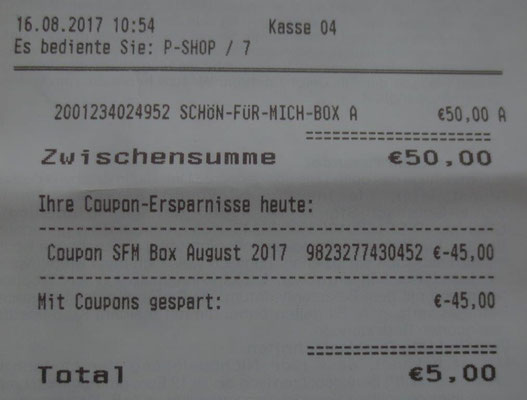 16.08.2017 10:54 Kasse 04
Es bediente Sie: P-SHOP / 7
2001234024952 SCHöN-FüR-MICH-BOX A €50,00 A
Zwischensumme €50,00
Ihre Coupon-Ersparnisse heute:
Coupon SFM Box August 2017 9823277430452 €-45,00
Mit Coupons gespart: €-45,00
Total €5,00